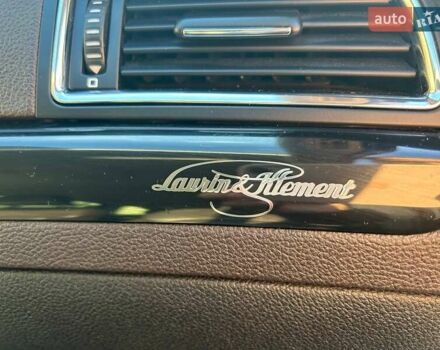 auto RIA
Laurin & Klement